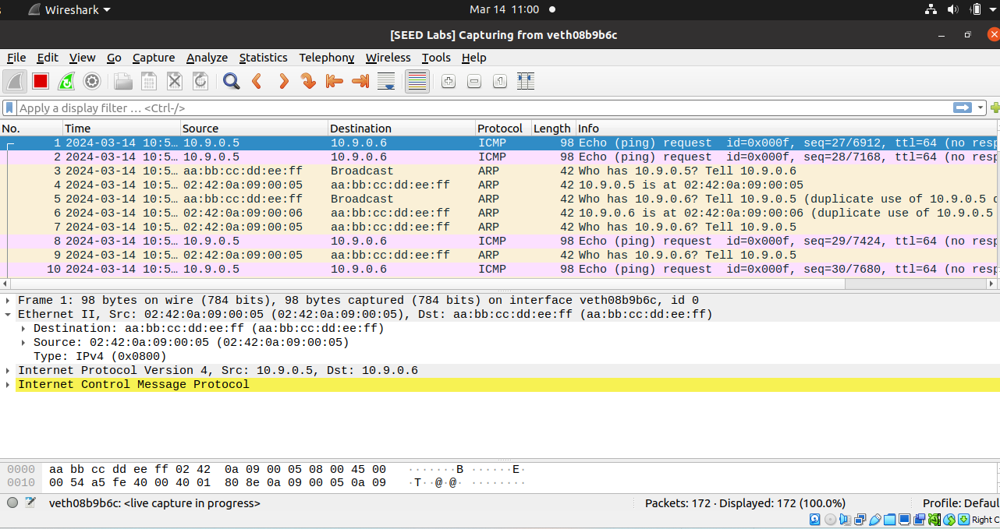 Wireshark
Mar 14 11:00
[SEED Labs] Capturing from veth08b9b6c
File Edit View Go Capture Analyze Statistics Telephony Wireless Tools Help
Apply a display filter … <Ctrl-/>
No. Time Source Destination Protocol Length Info
1 2024-03-14 10:5… 10.9.0.5 10.9.0.6 ICMP 98 Echo (ping) request id=0x000f, seq=27/6912, ttl=64 (no resp
2 2024-03-14 10:5… 10.9.0.5 10.9.0.6 ICMP 98 Echo (ping) request id=0x000f, seq=28/7168, ttl=64 (no resp
3 2024-03-14 10:5… aa:bb:cc:dd:ee:ff Broadcast ARP 42 Who has 10.9.0.5? Tell 10.9.0.6
4 2024-03-14 10:5… 02:42:0a:09:00:05 aa:bb:cc:dd:ee:ff ARP 42 10.9.0.5 is at 02:42:0a:09:00:05
5 2024-03-14 10:5… aa:bb:cc:dd:ee:ff Broadcast ARP 42 Who has 10.9.0.6? Tell 10.9.0.5 (duplicate use of 10.9.0.5 d
6 2024-03-14 10:5… 02:42:0a:09:00:06 aa:bb:cc:dd:ee:ff ARP 42 10.9.0.6 is at 02:42:0a:09:00:06 (duplicate use of 10.9.0.5
7 2024-03-14 10:5… 02:42:0a:09:00:05 aa:bb:cc:dd:ee:ff ARP 42 Who has 10.9.0.6? Tell 10.9.0.5
8 2024-03-14 10:5… 10.9.0.5 10.9.0.6 ICMP 98 Echo (ping) request id=0x000f, seq=29/7424, ttl=64 (no resp
9 2024-03-14 10:5… 02:42:0a:09:00:05 aa:bb:cc:dd:ee:ff ARP 42 Who has 10.9.0.6? Tell 10.9.0.5
10 2024-03-14 10:5… 10.9.0.5 10.9.0.6 ICMP 98 Echo (ping) request id=0x000f, seq=30/7680, ttl=64 (no resp
Frame 1: 98 bytes on wire (784 bits), 98 bytes captured (784 bits) on interface veth08b9b6c, id 0
Ethernet II, Src: 02:42:0a:09:00:05 (02:42:0a:09:00:05), Dst: aa:bb:cc:dd:ee:ff (aa:bb:cc:dd:ee:ff)
Destination: aa:bb:cc:dd:ee:ff (aa:bb:cc:dd:ee:ff)
Source: 02:42:0a:09:00:05 (02:42:0a:09:00:05)
Type: IPv4 (0x0800)
Internet Protocol Version 4, Src: 10.9.0.5, Dst: 10.9.0.6
Internet Control Message Protocol
0000 aa bb cc dd ee ff 02 42 0a 09 00 05 08 00 45 00 ·······B ······E·
0010 00 54 a5 fe 40 00 40 01 80 8e 0a 09 00 05 0a 09 ·T··@·@· ········
veth08b9b6c: <live capture in progress>
Packets: 172 · Displayed: 172 (100.0%)
Profile: Defaul
Right C